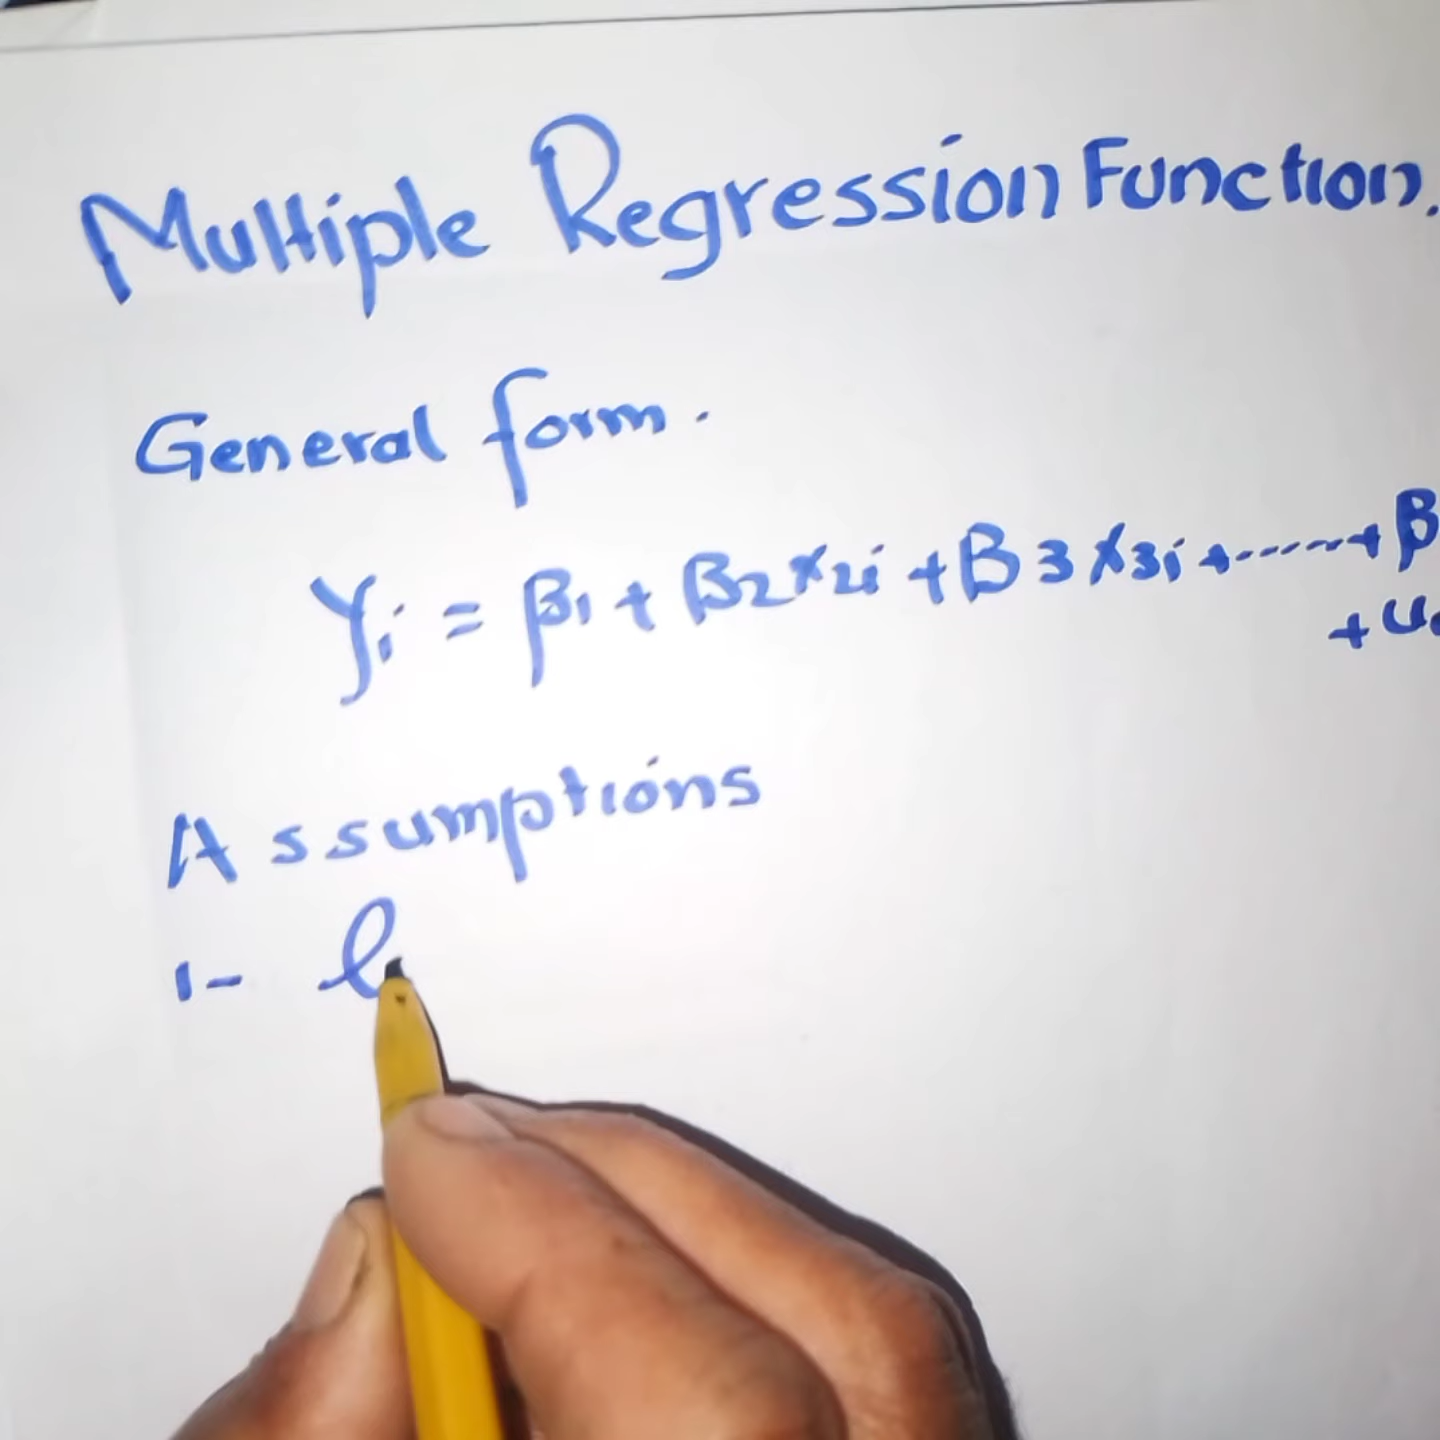 Multiple Regression Function.
General form.
Yi = β1 + β2x2i + β3x3i + ...... + β
+ u
Assumptions
1- l